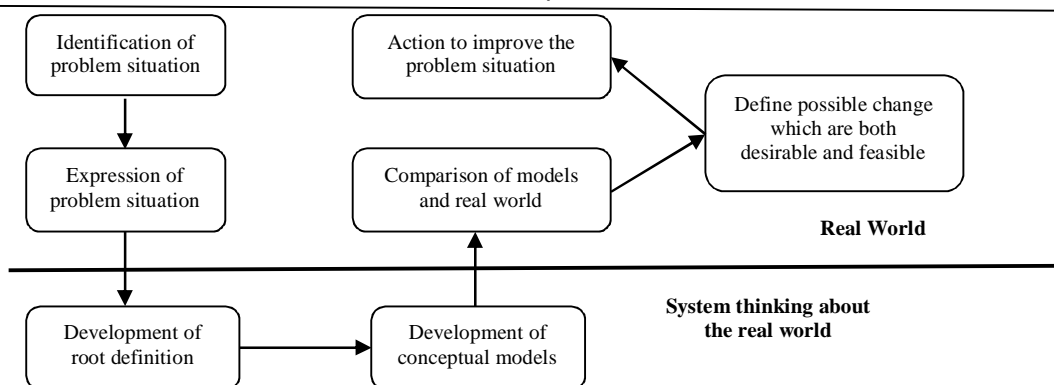 Identification of
problem situation
Action to improve the
problem situation
Define possible change
which are both
desirable and feasible
Expression of
problem situation
Comparison of models
and real world
Real World
System thinking about
the real world
Development of
root definition
Development of
conceptual models